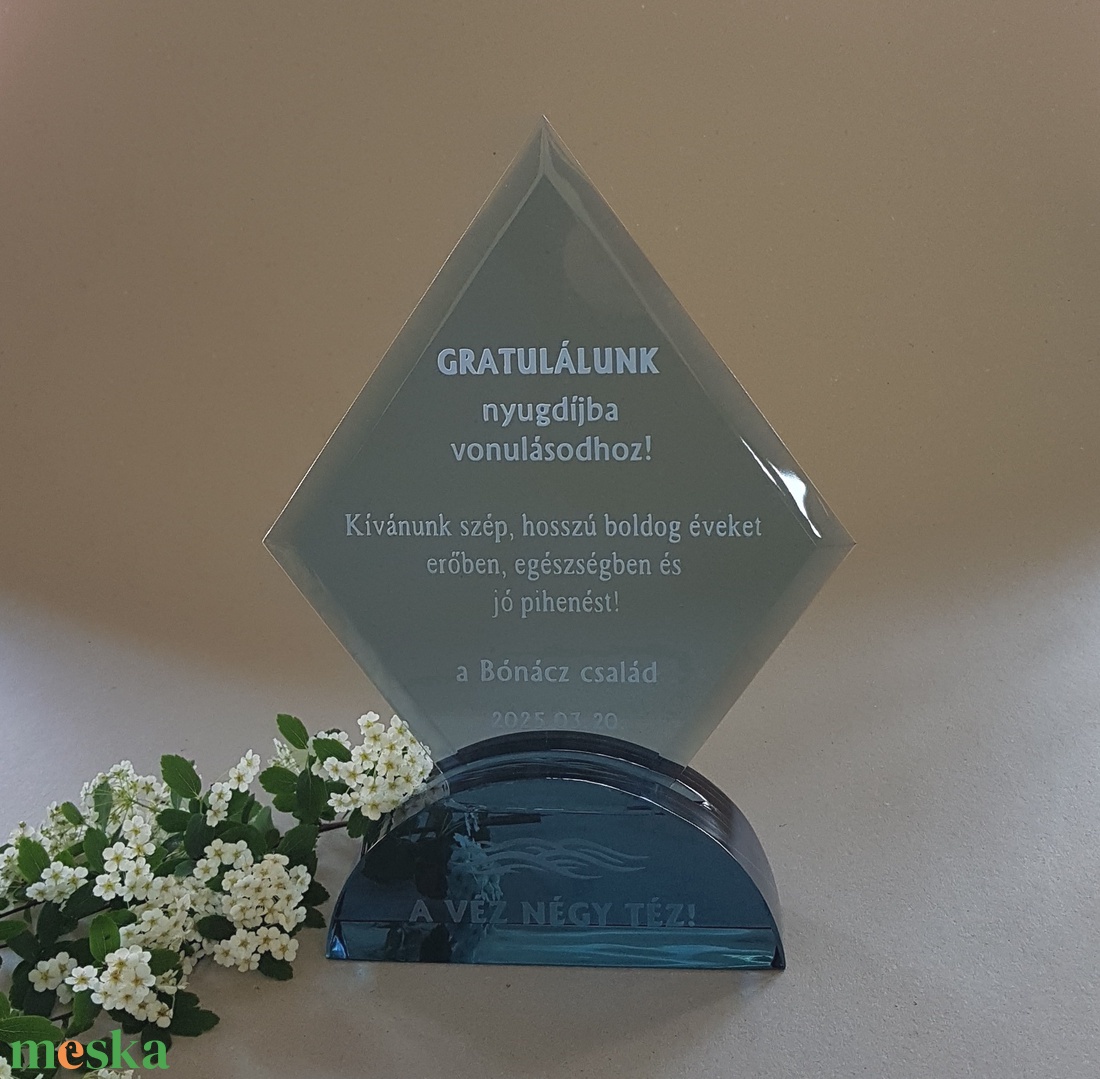 GRATULÁLUNK
nyugdíjba
vonulásodhoz!
Kívánunk szép, hosszú boldog éveket
erőben, egészségben és
jó pihenést!
a Bónácz család
2025.03.20
A VÉZ NÉGY TÉZ!
meska